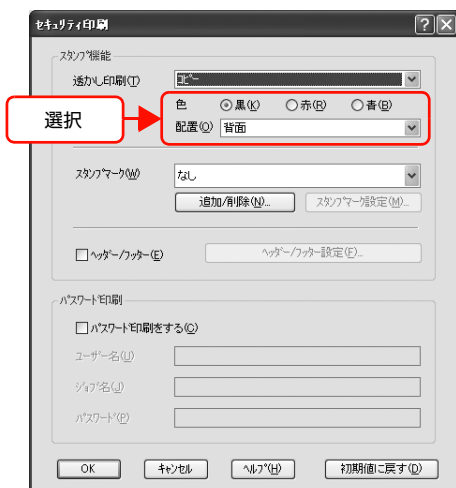 セキュリティ印刷
スタンプ機能
透かし印刷(T)
コピー
色 黒(K) 赤(R) 青(B)
選択
配置(O) 背面
スタンプマーク(W)
なし
追加/削除(N)... スタンプマーク設定(M)...
ヘッダー/フッター(E) ヘッダー/フッター設定(F)...
パスワード印刷
パスワード印刷をする(C)
ユーザー名(U)
ジョブ名(J)
パスワード(P)
OK キャンセル ヘルプ(H) 初期値に戻す(D)